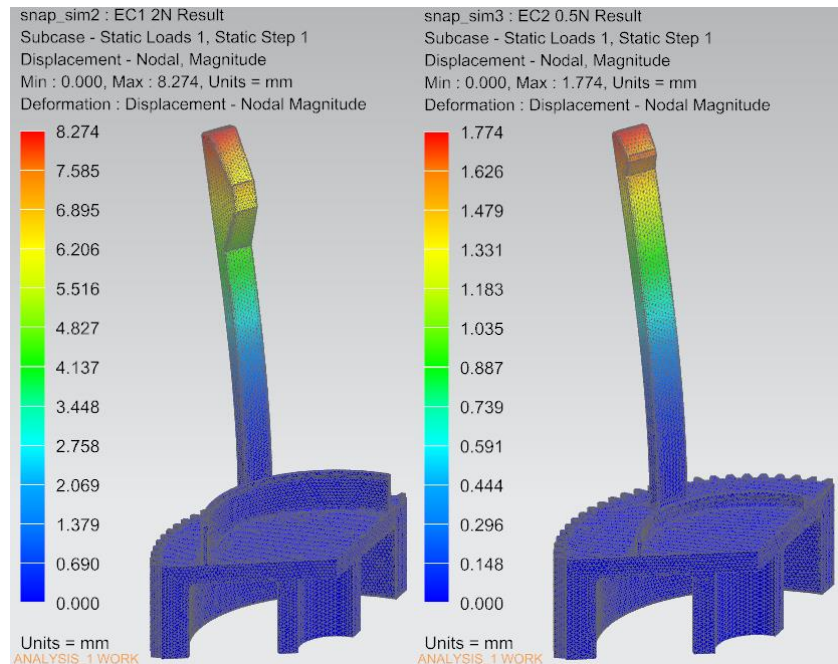 snap_sim2 : EC1 2N Result
Subcase - Static Loads 1, Static Step 1
Displacement - Nodal, Magnitude
Min : 0.000, Max : 8.274, Units = mm
Deformation : Displacement - Nodal Magnitude
8.274
7.585
6.895
6.206
5.516
4.827
4.137
3.448
2.758
2.069
1.379
0.690
0.000
Units = mm
ANALYSIS_1 WORK
snap_sim3 : EC2 0.5N Result
Subcase - Static Loads 1, Static Step 1
Displacement - Nodal, Magnitude
Min : 0.000, Max : 1.774, Units = mm
Deformation : Displacement - Nodal Magnitude
1.774
1.626
1.479
1.331
1.183
1.035
0.887
0.739
0.591
0.444
0.296
0.148
0.000
Units = mm
ANALYSIS_1 WORK